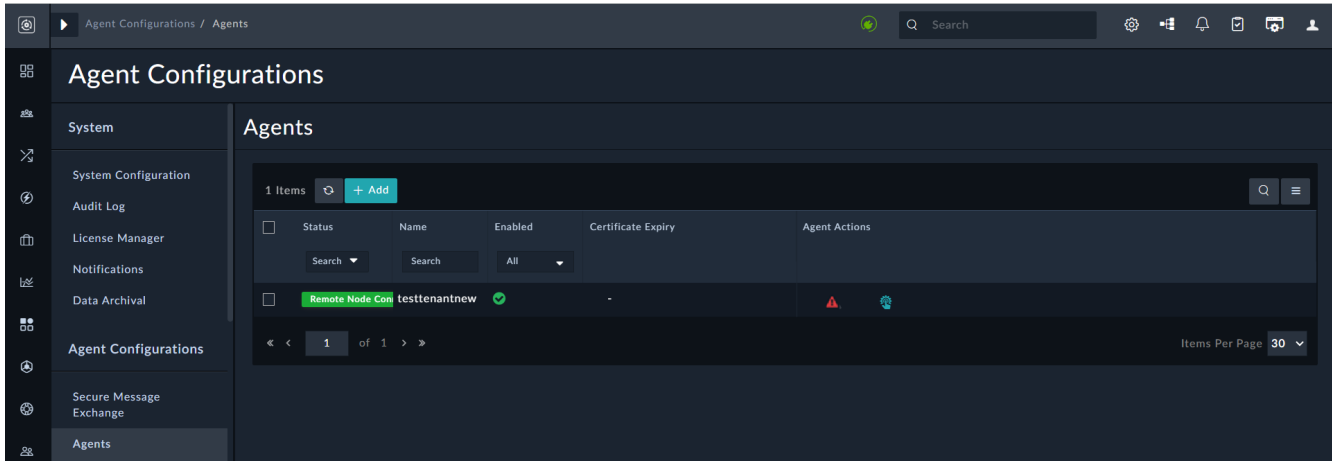 Agent Configurations / Agents
Search
Agent Configurations
System
System Configuration
Audit Log
License Manager
Notifications
Data Archival
Agent Configurations
Secure Message
Exchange
Agents
Agents
1 Items
+ Add
Status Name Enabled Certificate Expiry Agent Actions
Search Search All
Remote Node Con testtenantnew -
« < 1 of 1 > »
Items Per Page 30